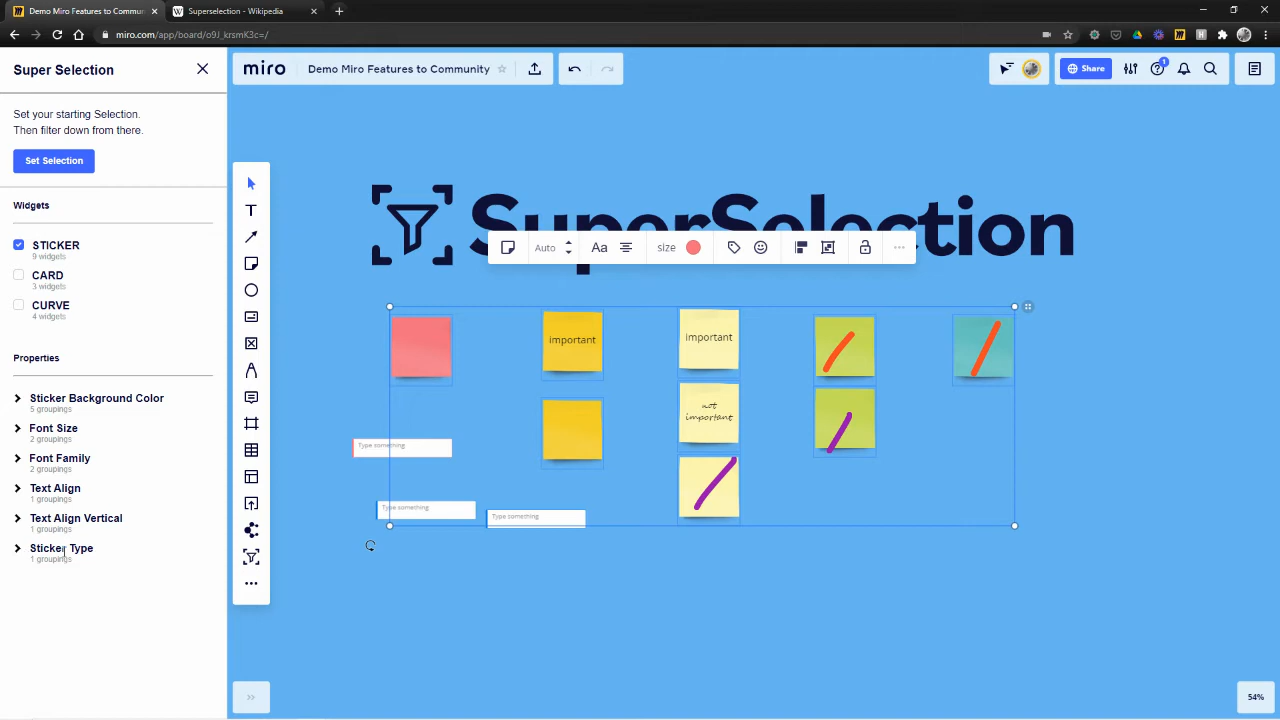 Demo Miro Features to Commun
Superselection - Wikipedia
miro.com/app/board/o9J_krsmK3c=/
Super Selection
Set your starting Selection.
Then filter down from there.
Set Selection
Widgets
STICKER
9 widgets
CARD
3 widgets
CURVE
4 widgets
Properties
Sticker Background Color
5 groupings
Font Size
2 groupings
Font Family
2 groupings
Text Align
1 groupings
Text Align Vertical
1 groupings
Sticker Type
1 groupings
miro
Demo Miro Features to Community
Share
1
SuperSelection
Auto
Aa
size
important
important
not
important
Type something
Type something
Type something
54%